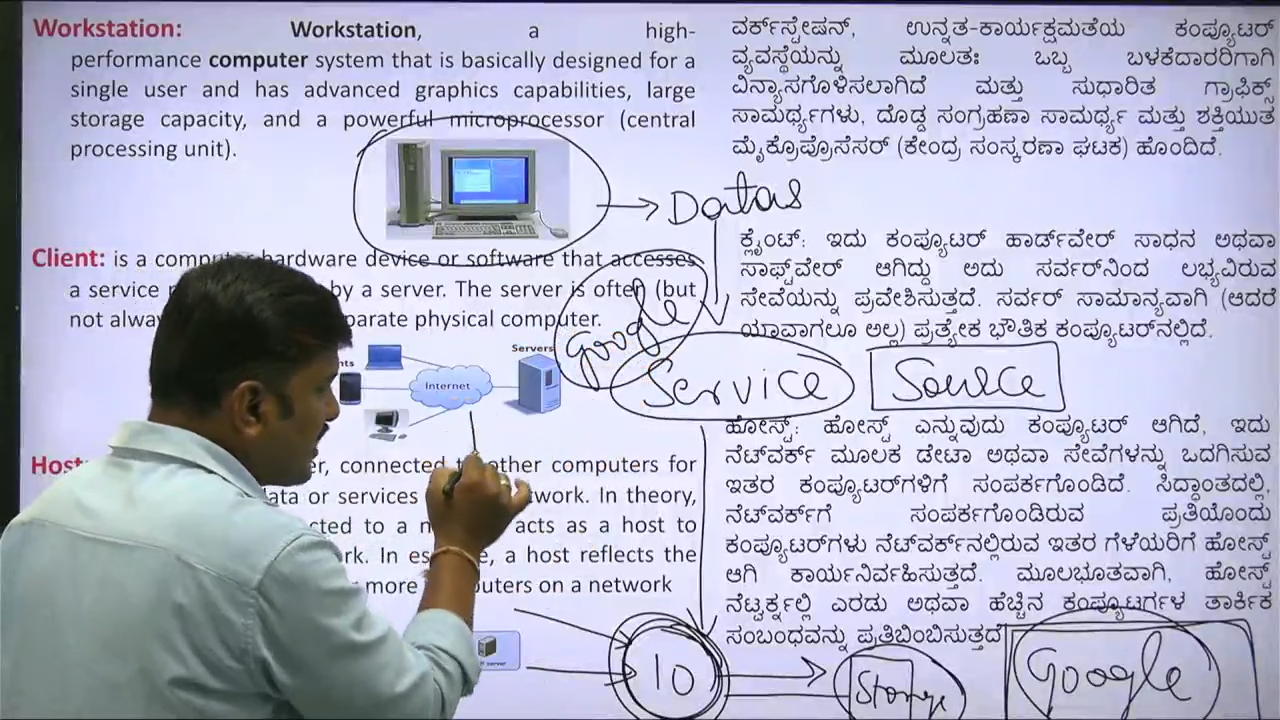 Workstation: Workstation, a high-
performance computer system that is basically designed for a
single user and has advanced graphics capabilities, large
storage capacity, and a powerful microprocessor (central
processing unit).
Client: is a computer hardware device or software that accesses
a service by a server. The server is often (but
not alway parate physical computer.
nts
Internet
Servers
Host er, connected to other computers for
data or services twork. In theory,
cted to a n acts as a host to
rk. In es e, a host reflects the
more puters on a network
server
ವರ್ಕ್‌ಸ್ಟೇಷನ್, ಉನ್ನತ-ಕಾರ್ಯಕ್ಷಮತೆಯ ಕಂಪ್ಯೂಟರ್
ವ್ಯವಸ್ಥೆಯನ್ನು ಮೂಲತಃ ಒಬ್ಬ ಬಳಕೆದಾರರಿಗಾಗಿ
ವಿನ್ಯಾಸಗೊಳಿಸಲಾಗಿದೆ ಮತ್ತು ಸುಧಾರಿತ ಗ್ರಾಫಿಕ್ಸ್
ಸಾಮರ್ಥ್ಯಗಳು, ದೊಡ್ಡ ಸಂಗ್ರಹಣಾ ಸಾಮರ್ಥ್ಯ ಮತ್ತು ಶಕ್ತಿಯುತ
ಮೈಕ್ರೊಪ್ರೊಸೆಸರ್ (ಕೇಂದ್ರ ಸಂಸ್ಕರಣಾ ಘಟಕ) ಹೊಂದಿದೆ.
Datas
ಕ್ಲೈಂಟ್: ಇದು ಕಂಪ್ಯೂಟರ್ ಹಾರ್ಡ್‌ವೇರ್ ಸಾಧನ ಅಥವಾ
ಸಾಫ್ಟ್‌ವೇರ್ ಆಗಿದ್ದು ಅದು ಸರ್ವರ್‌ನಿಂದ ಲಭ್ಯವಿರುವ
ಸೇವೆಯನ್ನು ಪ್ರವೇಶಿಸುತ್ತದೆ. ಸರ್ವರ್ ಸಾಮಾನ್ಯವಾಗಿ (ಆದರೆ
ಯಾವಾಗಲೂ ಅಲ್ಲ) ಪ್ರತ್ಯೇಕ ಭೌತಿಕ ಕಂಪ್ಯೂಟರ್‌ನಲ್ಲಿದೆ.
Google
Service Source
ಹೋಸ್ಟ್: ಹೋಸ್ಟ್ ಎನ್ನುವುದು ಕಂಪ್ಯೂಟರ್ ಆಗಿದೆ, ಇದು
ನೆಟ್‌ವರ್ಕ್ ಮೂಲಕ ಡೇಟಾ ಅಥವಾ ಸೇವೆಗಳನ್ನು ಒದಗಿಸುವ
ಇತರ ಕಂಪ್ಯೂಟರ್‌ಗಳಿಗೆ ಸಂಪರ್ಕಗೊಂಡಿದೆ. ಸಿದ್ಧಾಂತದಲ್ಲಿ,
ನೆಟ್‌ವರ್ಕ್‌ಗೆ ಸಂಪರ್ಕಗೊಂಡಿರುವ ಪ್ರತಿಯೊಂದು
ಕಂಪ್ಯೂಟರ್‌ಗಳು ನೆಟ್‌ವರ್ಕ್‌ನಲ್ಲಿರುವ ಇತರ ಗೆಳೆಯರಿಗೆ ಹೋಸ್ಟ್
ಆಗಿ ಕಾರ್ಯನಿರ್ವಹಿಸುತ್ತದೆ. ಮೂಲಭೂತವಾಗಿ, ಹೋಸ್ಟ್
ನೆಟ್ವರ್ಕ್ನಲ್ಲಿ ಎರಡು ಅಥವಾ ಹೆಚ್ಚಿನ ಕಂಪ್ಯೂಟರ್ಗಳ ತಾರ್ಕಿಕ
ಸಂಬಂಧವನ್ನು ಪ್ರತಿಬಿಂಬಿಸುತ್ತದೆ
10
Storage
Google